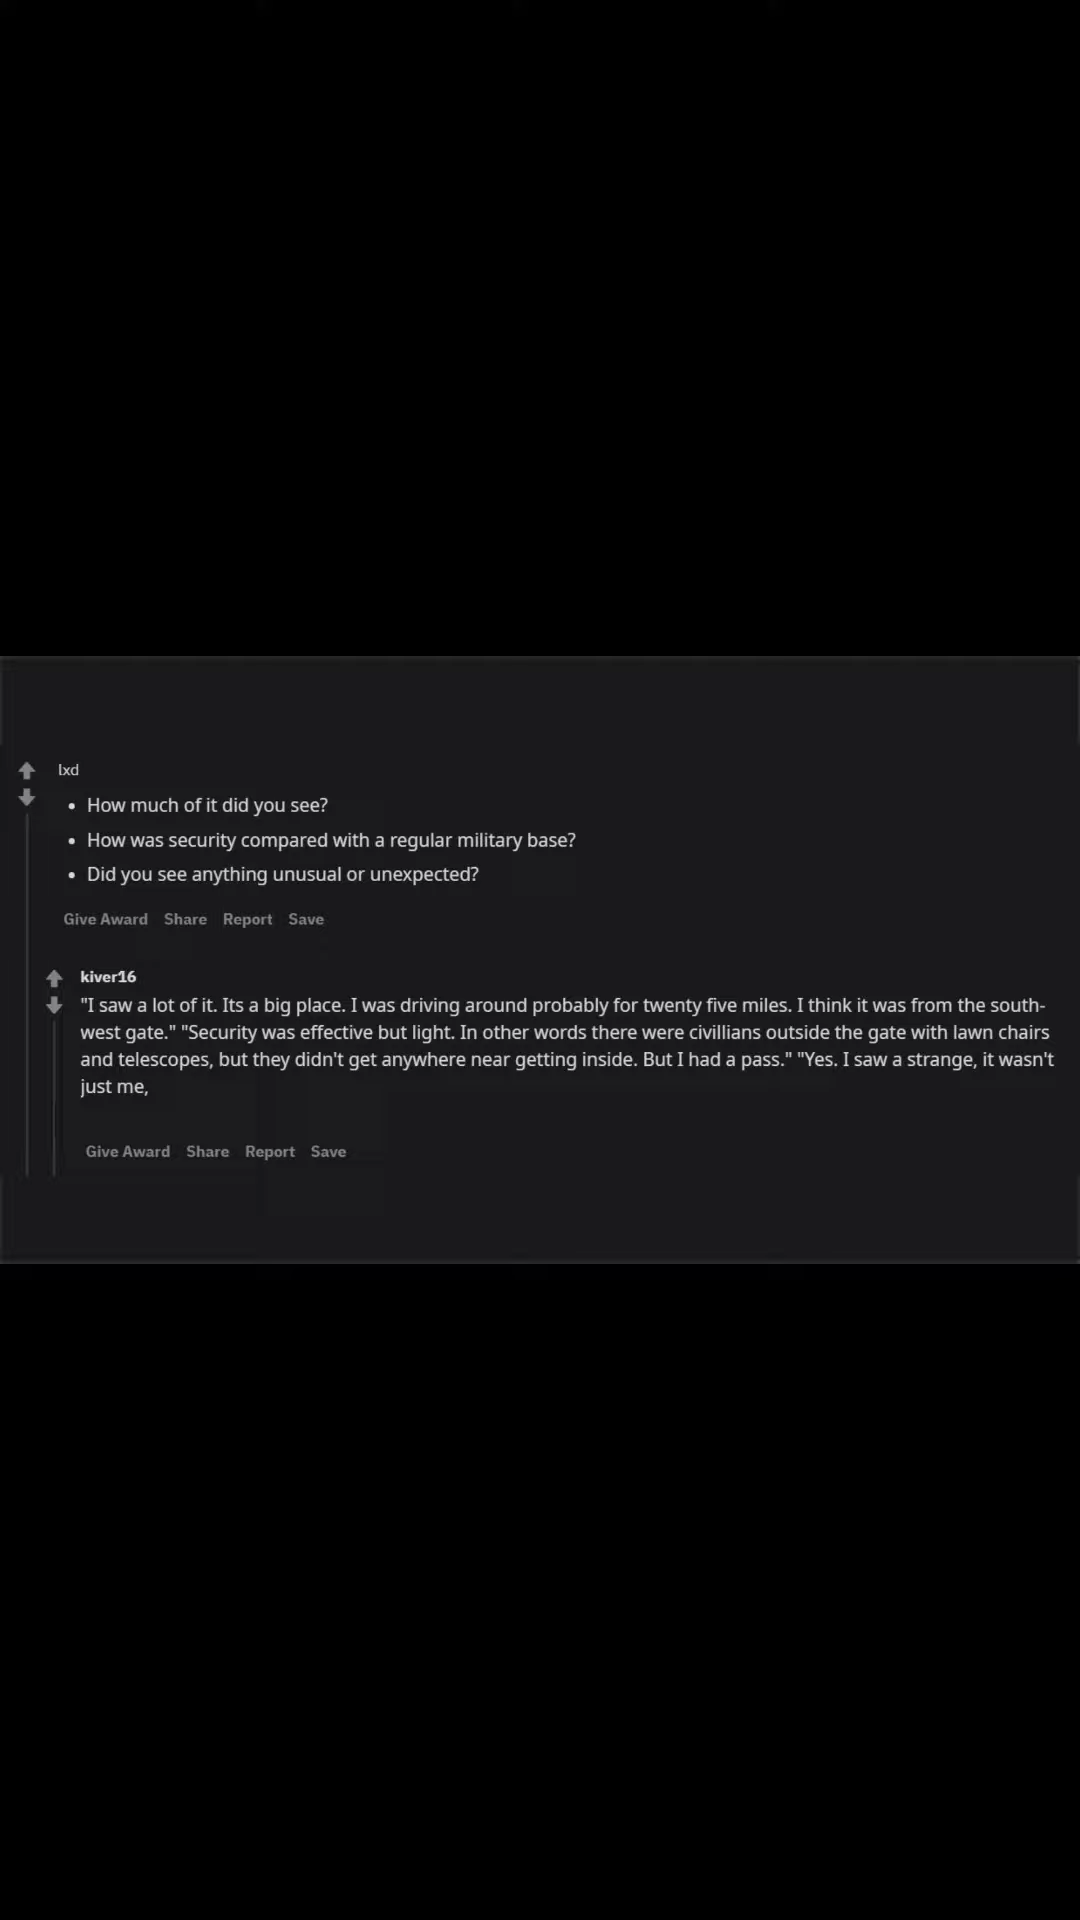 lxd
• How much of it did you see?
• How was security compared with a regular military base?
• Did you see anything unusual or unexpected?
Give Award Share Report Save
kiver16
"I saw a lot of it. Its a big place. I was driving around probably for twenty five miles. I think it was from the south-
west gate." "Security was effective but light. In other words there were civillians outside the gate with lawn chairs
and telescopes, but they didn't get anywhere near getting inside. But I had a pass." "Yes. I saw a strange, it wasn't
just me,
Give Award Share Report Save